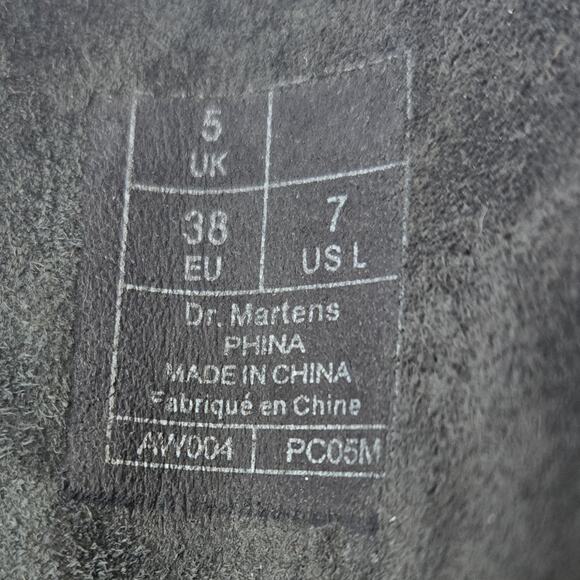 5
UK
38
EU
7
US L
Dr. Martens
PHINA
MADE IN CHINA
Fabriqué en Chine
AW004 PC05M